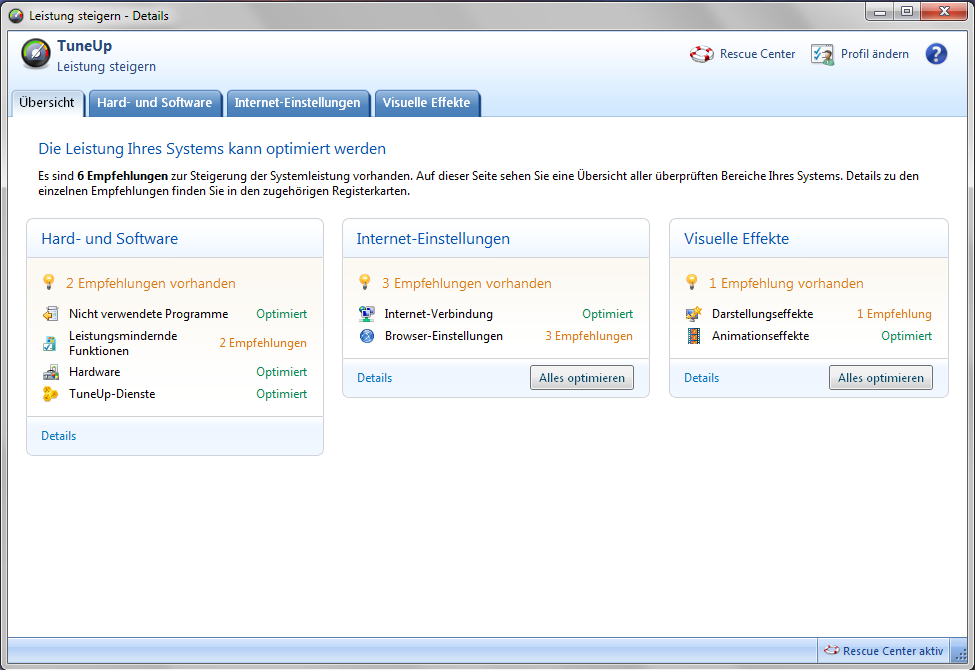 Leistung steigern - Details
TuneUp
Leistung steigern
Rescue Center
Profil ändern
?
Übersicht
Hard- und Software
Internet-Einstellungen
Visuelle Effekte
Die Leistung Ihres Systems kann optimiert werden
Es sind 6 Empfehlungen zur Steigerung der Systemleistung vorhanden. Auf dieser Seite sehen Sie eine Übersicht aller überprüften Bereiche Ihres Systems. Details zu den
einzelnen Empfehlungen finden Sie in den zugehörigen Registerkarten.
Hard- und Software
2 Empfehlungen vorhanden
Nicht verwendete Programme Optimiert
Leistungsmindernde
Funktionen 2 Empfehlungen
Hardware Optimiert
TuneUp-Dienste Optimiert
Details
Internet-Einstellungen
3 Empfehlungen vorhanden
Internet-Verbindung Optimiert
Browser-Einstellungen 3 Empfehlungen
Details Alles optimieren
Visuelle Effekte
1 Empfehlung vorhanden
Darstellungseffekte 1 Empfehlung
Animationseffekte Optimiert
Details Alles optimieren
Rescue Center aktiv